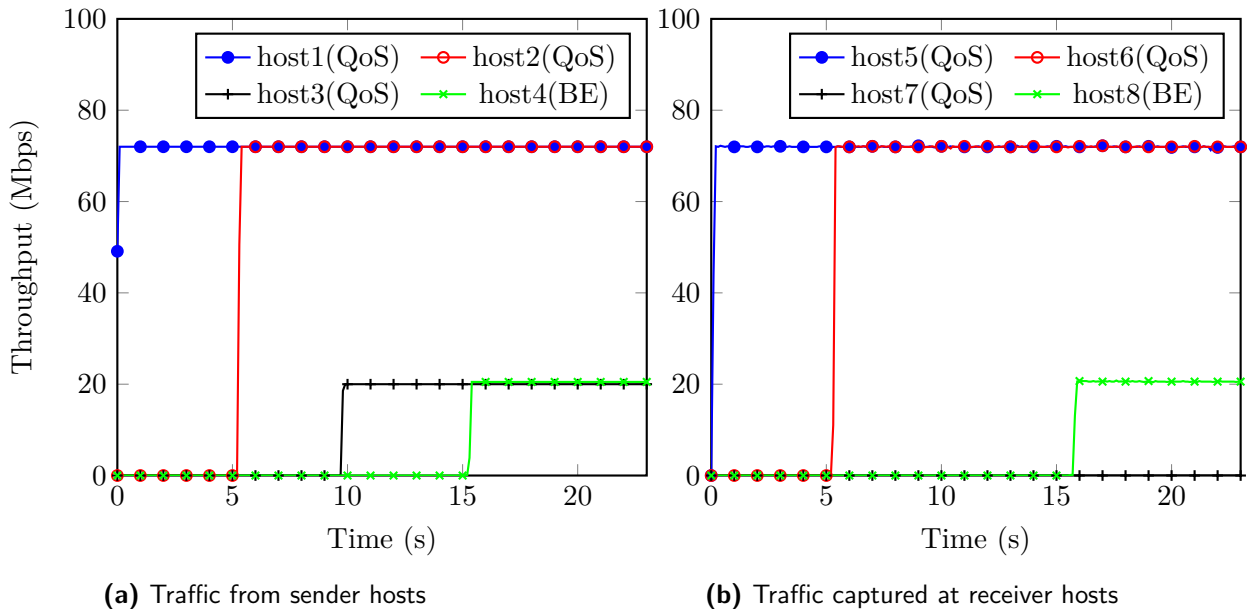 100
80
60
40
20
0
Throughput (Mbps)
host1(QoS) host2(QoS)
host3(QoS) host4(BE)
0 5 10 15 20
Time (s)
(a) Traffic from sender hosts
100
80
60
40
20
0
host5(QoS) host6(QoS)
host7(QoS) host8(BE)
0 5 10 15 20
Time (s)
(b) Traffic captured at receiver hosts